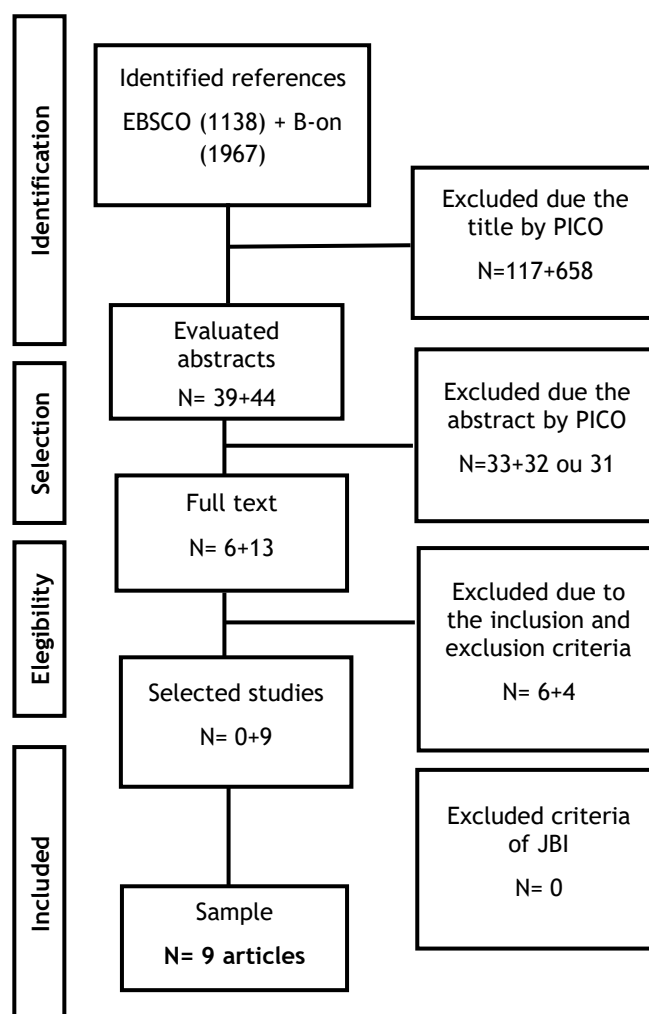 Identification
Identified references
EBSCO (1138) + B-on
(1967)
Excluded due the
title by PICO
N=117+658
Evaluated
abstracts
N= 39+44
Selection
Excluded due the
abstract by PICO
N=33+32 ou 31
Full text
N= 6+13
Elegibility
Excluded due to
the inclusion and
exclusion criteria
N= 6+4
Selected studies
N= 0+9
Included
Excluded criteria
of JBI
N= 0
Sample
N= 9 articles